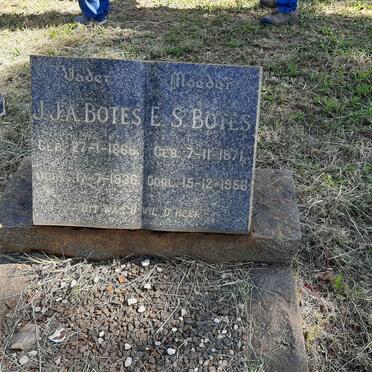 Vader
J.J.A. BOTES
GEB. 27-1-1866
OORL. 17-7-1936
Moeder
E. S. BOTES
GEB. 7-11-1871
OORL. 15-12-1958
DIT WAS U WIL O HEER